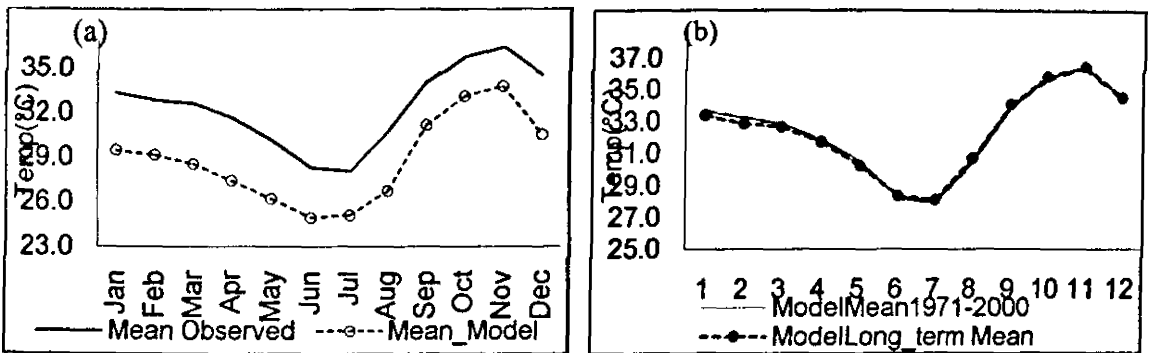 (a)
Temp(°C)
35.0
32.0
29.0
26.0
23.0
Jan
Feb
Mar
Apr
May
Jun
Jul
Aug
Sep
Oct
Nov
Dec
Mean Observed
Mean_Model
(b)
Temp(°C)
37.0
35.0
33.0
31.0
29.0
27.0
25.0
1 2 3 4 5 6 7 8 9 10 11 12
ModelMean1971-2000
ModelLong_term Mean